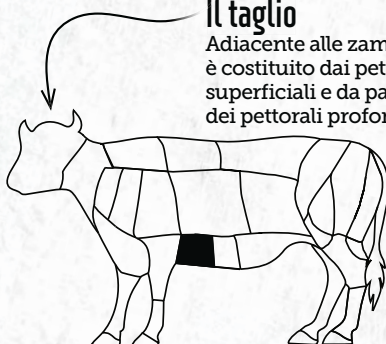 Il taglio
Adiacente alle zam
è costituito dai pet
superficiali e da pa
dei pettorali profor